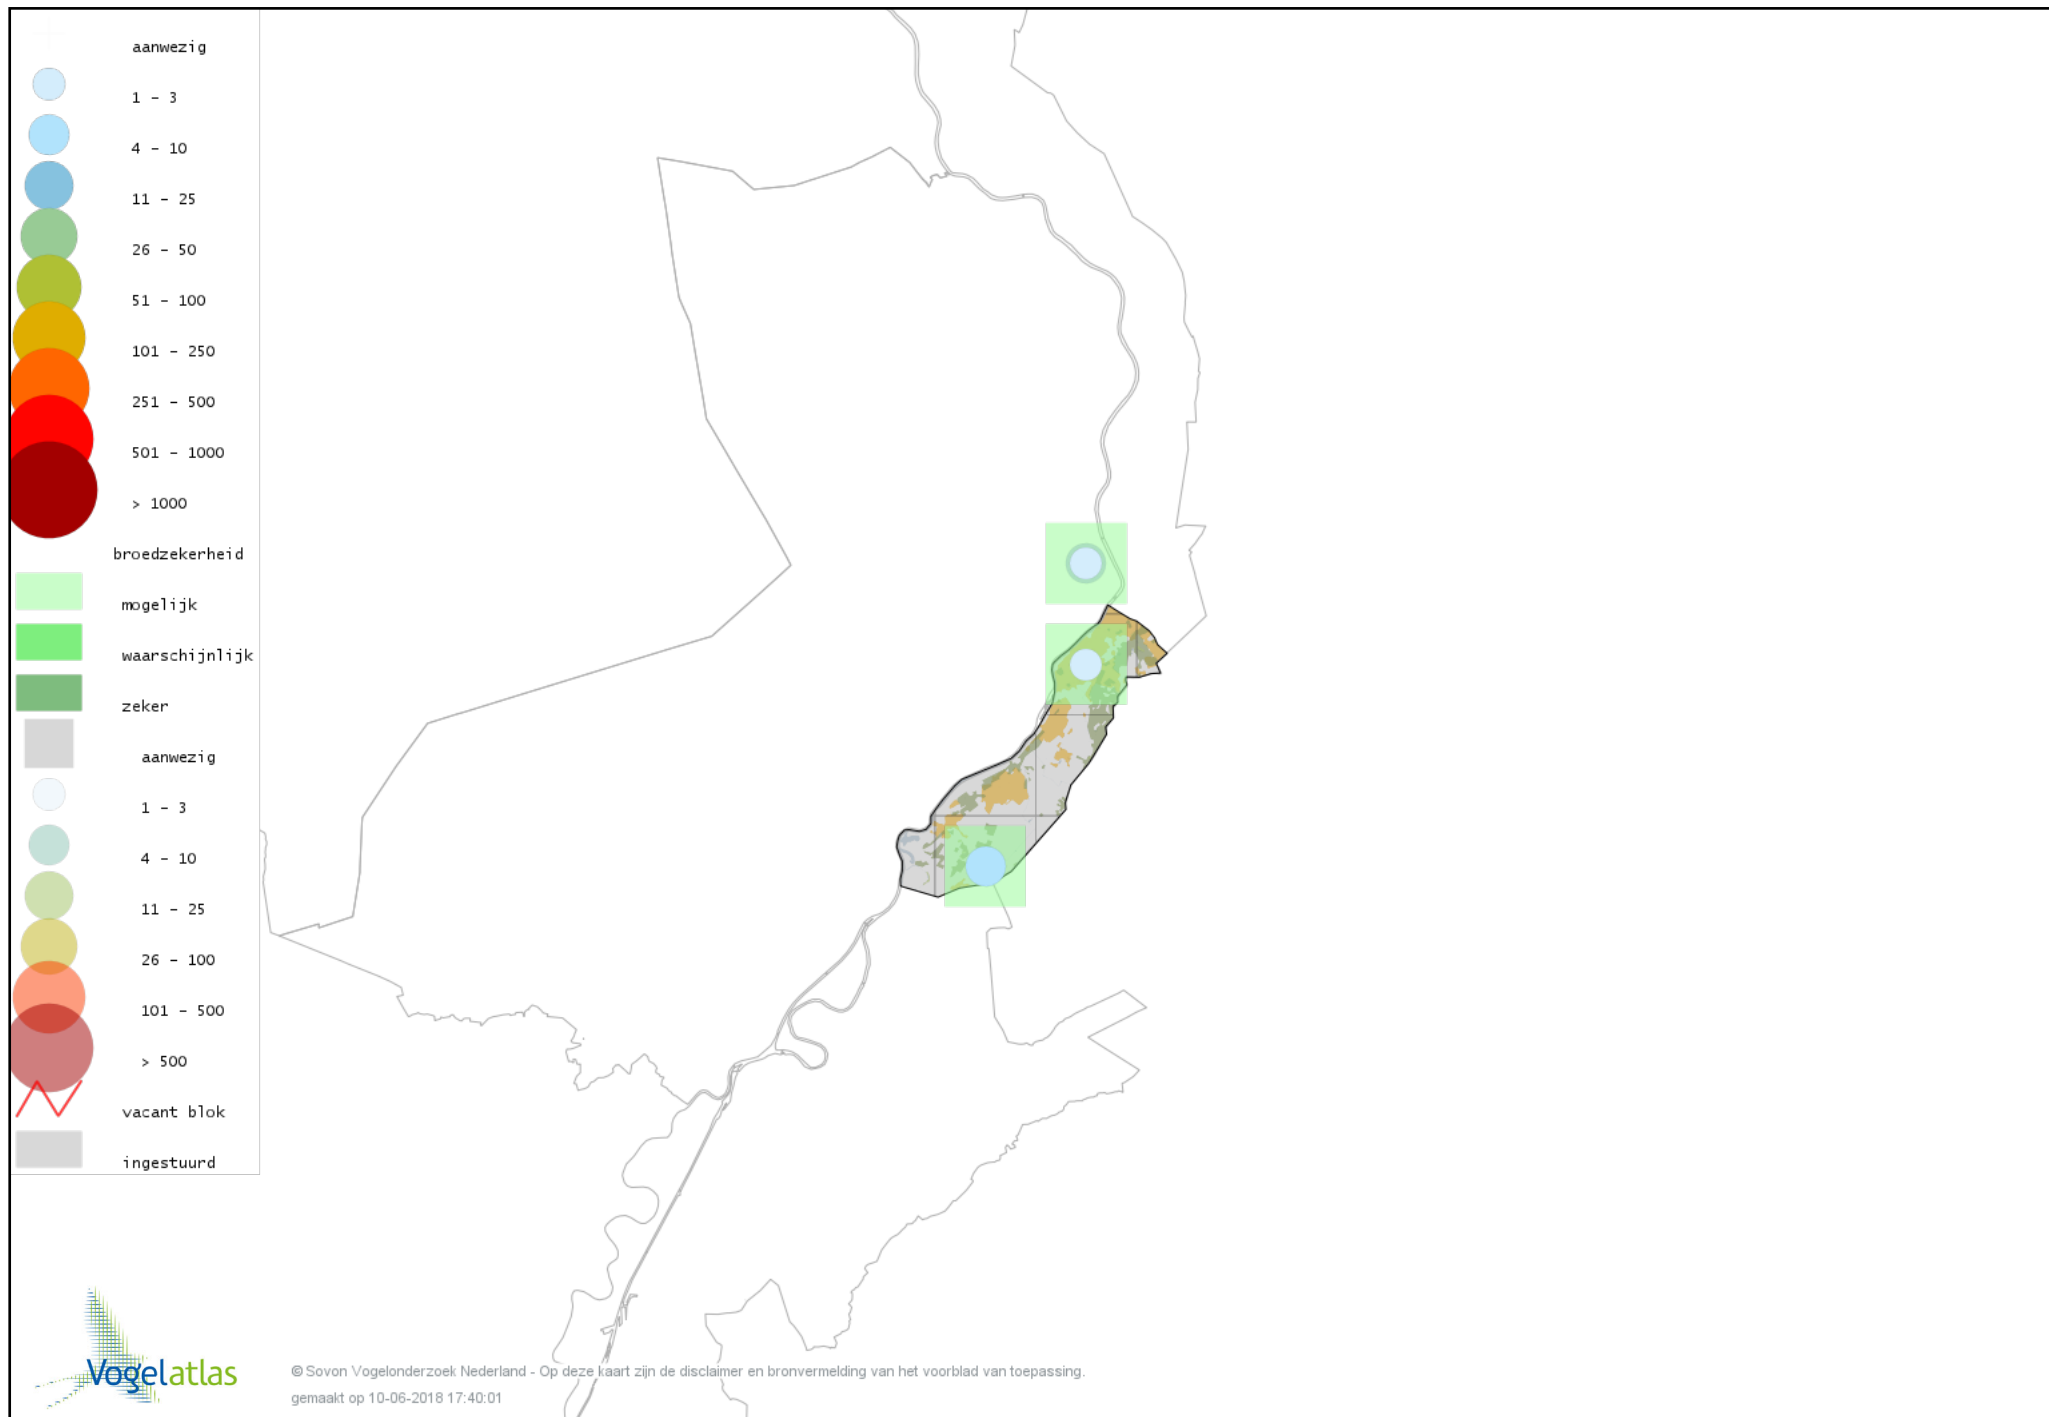 aanwezig
1 - 3
4 - 10
11 - 25
26 - 50
51 - 100
101 - 250
251 - 500
501 - 1000
> 1000
broedzekerheid
mogelijk
waarschijnlijk
zeker
aanwezig
1 - 3
4 - 10
11 - 25
26 - 100
101 - 500
> 500
vacant blok
ingestuurd
Vogelatlas
© Sovon Vogelonderzoek Nederland - Op deze kaart zijn de disclaimer en bronvermelding van het voorblad van toepassing.
gemaakt op 10-06-2018 17:40:01